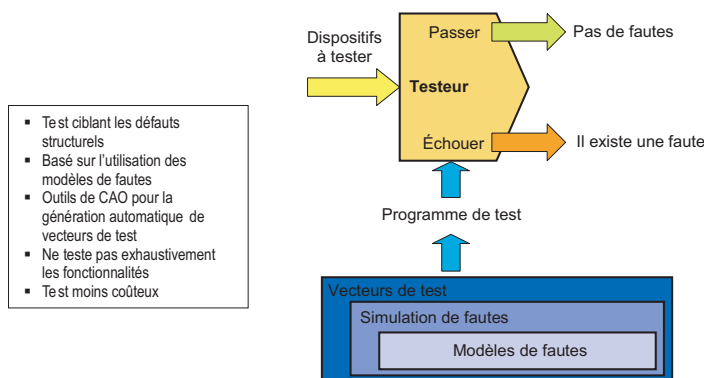 Dispositifs
à tester
Passer
Pas de fautes
Testeur
Échouer
Il existe une faute
▪ Test ciblant les défauts
structurels
▪ Basé sur l'utilisation des
modèles de fautes
▪ Outils de CAO pour la
génération automatique de
vecteurs de test
▪ Ne teste pas exhaustivement
les fonctionnalités
▪ Test moins coûteux
Programme de test
Vecteurs de test
Simulation de fautes
Modèles de fautes